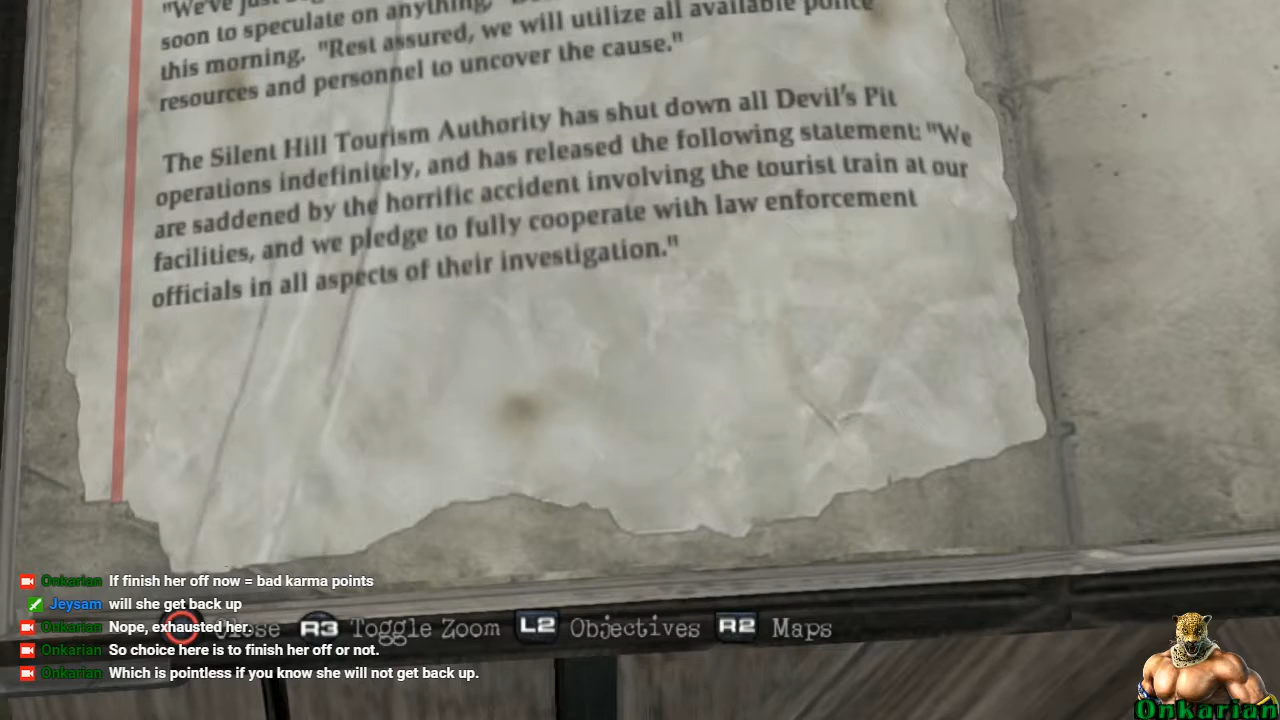 "We've just
soon to speculate on anything,
this morning, "Rest assured, we will utilize all available police
resources and personnel to uncover the cause."
The Silent Hill Tourism Authority has shut down all Devil's Pit
operations indefinitely, and has released the following statement: "We
are saddened by the horrific accident involving the tourist train at our
facilities, and we pledge to fully cooperate with law enforcement
officials in all aspects of their investigation."
Onkarian If finish her off now = bad karma points
Jeysam will she get back up
Onkarian Nope, exhausted her.
Close R3 Toggle Zoom L2 Objectives R2 Maps
Onkarian So choice here is to finish her off or not.
Onkarian Which is pointless if you know she will not get back up.
Onkarian